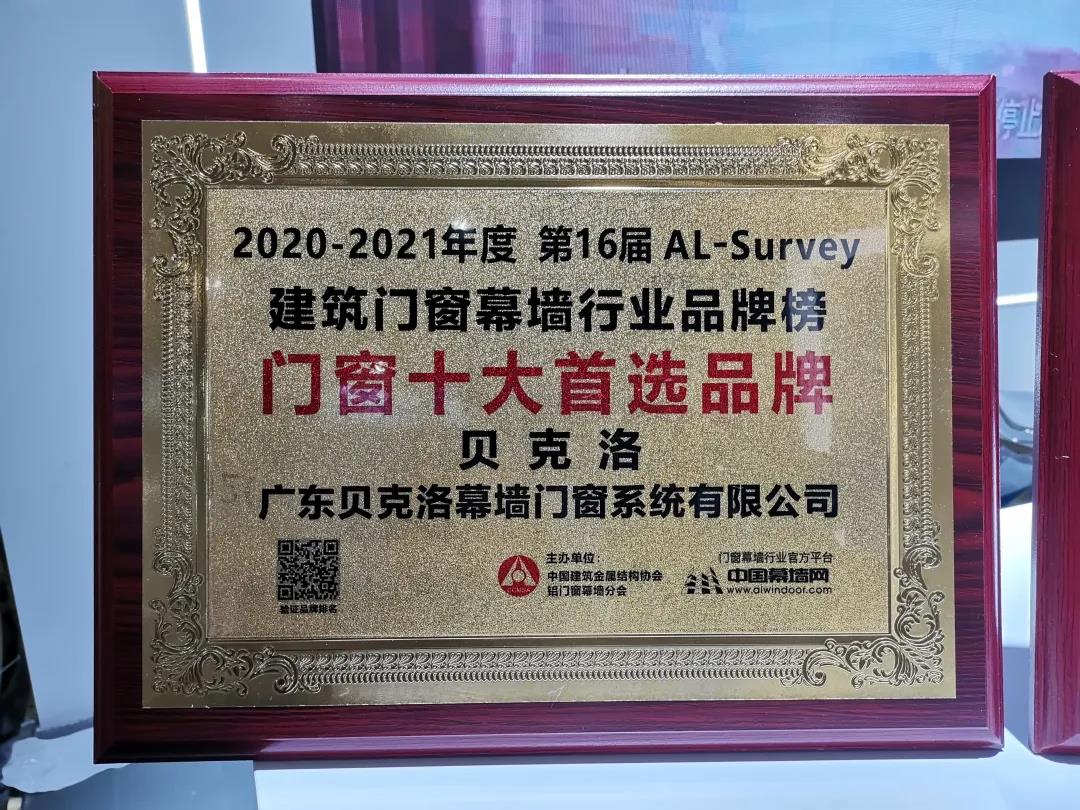 停止
2020-2021年度 第16届 AL-Survey
建筑门窗幕墙行业品牌榜
门窗十大首选品牌
贝克洛
广东贝克洛幕墙门窗系统有限公司
验证品牌排名
主办单位:
中国建筑金属结构协会
铝门窗幕墙分会
门窗幕墙行业官方平台
中国幕墙网
www.alwindoor.com